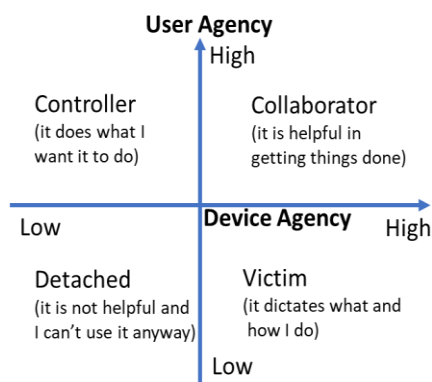 User Agency
High
Controller
(it does what I
want it to do)
Collaborator
(it is helpful in
getting things done)
Low
Device Agency
High
Detached
(it is not helpful and
I can't use it anyway)
Victim
(it dictates what and
how I do)
Low